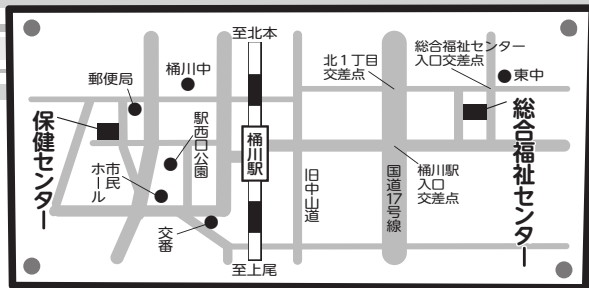 至北本
北1丁目
交差点
総合福祉センター
入口交差点
東中
桶川中
郵便局
保健センター
駅西口公園
市民
ホール
交番
桶川駅
旧中山道
国道17号線
桶川駅
入口
交差点
総合福祉センター
至上尾